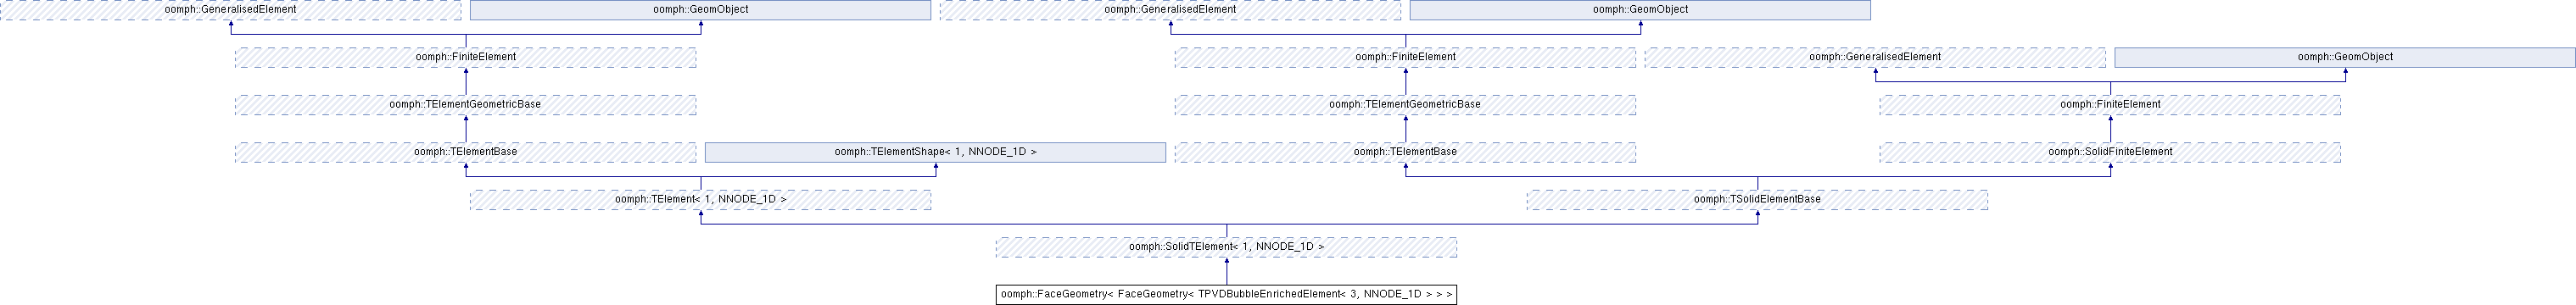 oomph::GeneralisedElement
oomph::GeomObject
oomph::GeneralisedElement
oomph::GeomObject
oomph::FiniteElement
oomph::FiniteElement
oomph::GeneralisedElement
oomph::GeomObject
oomph::TElementGeometricBase
oomph::TElementGeometricBase
oomph::FiniteElement
oomph::TElementBase
oomph::TElementShape< 1, NNODE_1D >
oomph::TElementBase
oomph::SolidFiniteElement
oomph::TElement< 1, NNODE_1D >
oomph::TSolidElementBase
oomph::SolidTElement< 1, NNODE_1D >
oomph::FaceGeometry< FaceGeometry< TPVDBubbleEnrichedElement< 3, NNODE_1D > > >